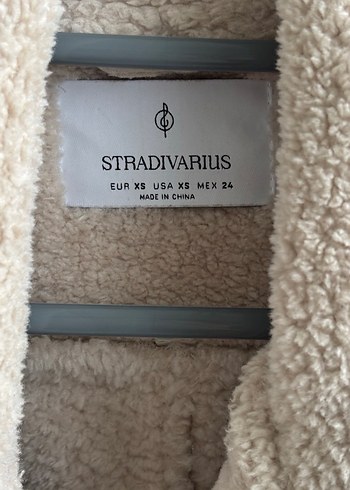 STRADIVARIUS
EUR XS USA XS MEX 24
MADE IN CHINA